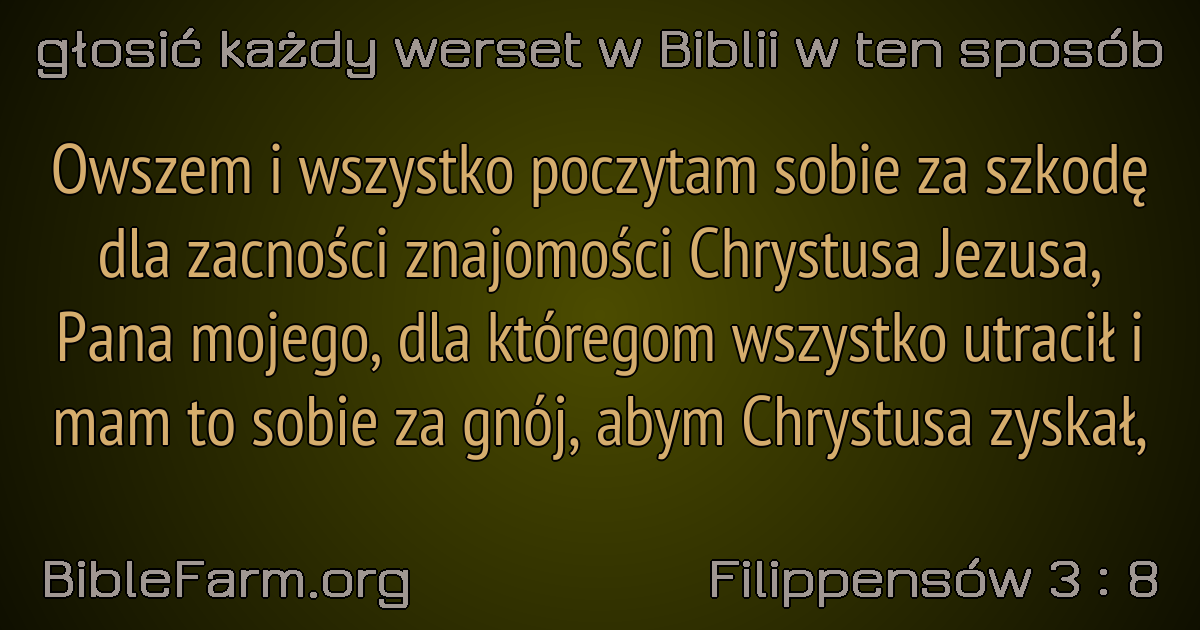 głosić każdy werset w Biblii w ten sposób
Owszem i wszystko poczytam sobie za szkodę
dla zacności znajomości Chrystusa Jezusa,
Pana mojego, dla któregom wszystko utracił i
mam to sobie za gnój, abym Chrystusa zyskał,
BibleFarm.org
Filippensów 3 : 8